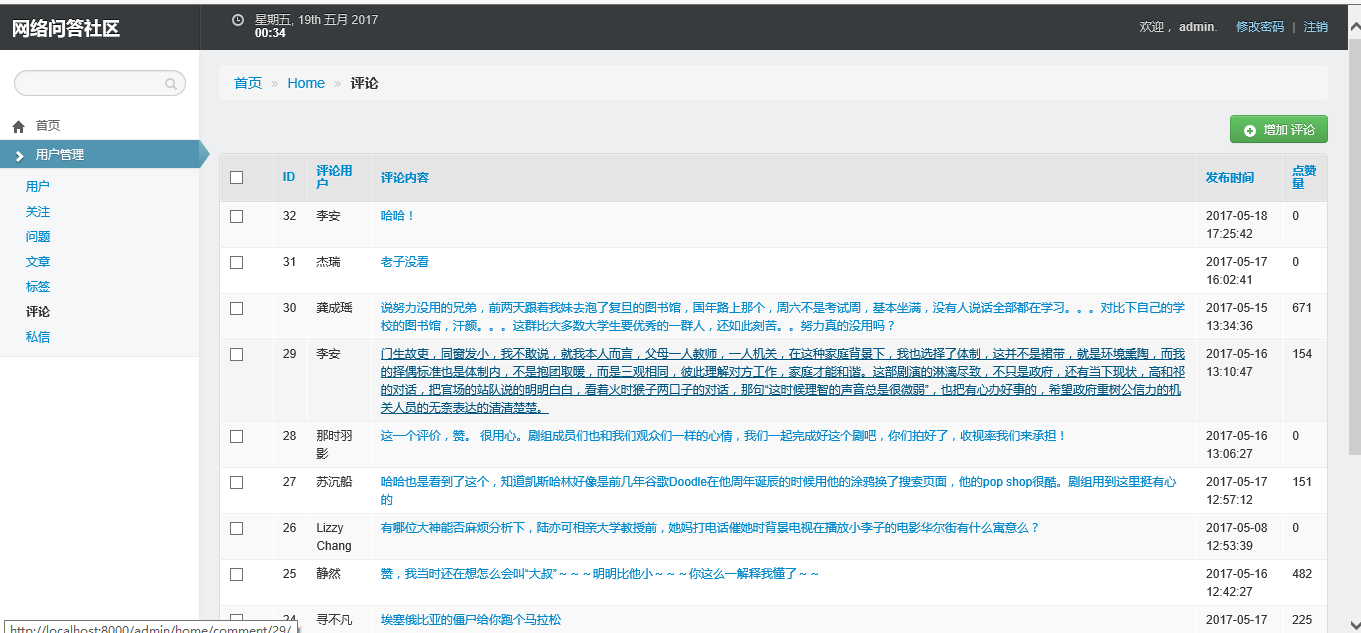 网络问答社区
星期五, 19th 五月 2017
00:34
欢迎， admin. 修改密码 | 注销
首页
用户管理
用户
关注
问题
文章
标签
评论
私信
首页 » Home » 评论
增加 评论
ID 评论用户 评论内容 发布时间 点赞量
32 李安 哈哈！ 2017-05-18 0
17:25:42
31 杰瑞 老子没看 2017-05-17 0
16:02:41
30 龚成瑶 说努力没用的兄弟，前两天跟着我妹去泡了复旦的图书馆，国年路上那个，周六不是考试周，基本坐满，没有人说话全部都在学习。。。对比下自己的学 2017-05-15 671
校的图书馆，汗颜。。。这群比大多数大学生要优秀的一群人，还如此刻苦。。努力真的没用吗？ 13:34:36
29 李安 门生故吏，同窗发小，我不敢说，就我本人而言，父母一人教师，一人机关，在这种家庭背景下，我也选择了体制，这并不是裙带，就是环境熏陶，而我 2017-05-16 154
的择偶标准也是体制内，不是抱团取暖，而是三观相同，彼此理解对方工作，家庭才能和谐。这部剧演的淋漓尽致，不只是政府，还有当下现状，高和祁 13:10:47
的对话，把官场的站队说的明明白白，看着火时猴子两口子的对话，那句“这时候理智的声音总是很微弱”，也把有心办好事的，希望政府重树公信力的机
关人员的无奈表达的清清楚楚。
28 那时羽 这一个评价，赞。 很用心。剧组成员们也和我们观众们一样的心情，我们一起完成好这个剧吧，你们拍好了，收视率我们来承担！ 2017-05-16 0
影 13:06:27
27 苏沉船 哈哈也是看到了这个，知道凯斯哈林好像是前几年谷歌Doodle在他周年诞辰的时候用他的涂鸦换了搜索页面，他的pop shop很酷。剧组用到这里挺有心 2017-05-17 151
的 12:57:12
26 Lizzy 有哪位大神能否麻烦分析下，陆亦可相亲大学教授前，她妈打电话催她时背景电视在播放小李子的电影华尔街有什么寓意么？ 2017-05-08 0
Chang 12:53:39
25 静然 赞，我当时还在想怎么会叫“大叔”～～～明明比他小～～～你这么一解释我懂了～～ 2017-05-16 482
12:42:27
24 寻不凡 埃塞俄比亚的僵尸给你跑个马拉松 2017-05-17 225
http://localhost:8000/admin/home/comment/29/